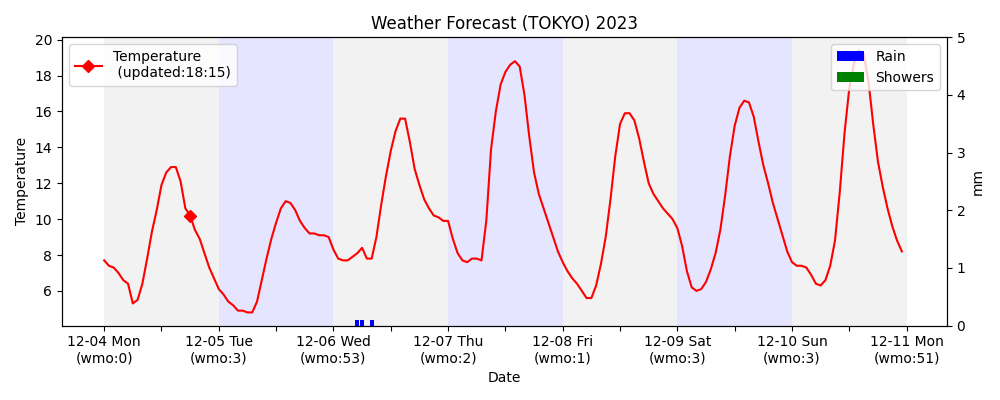 Weather Forecast (TOKYO) 2023
Temperature
(updated:18:15)
Rain
Showers
Temperature
20
18
16
14
12
10
8
6
5
4
3
2
1
0
mm
12-04 Mon
(wmo:0)
12-05 Tue
(wmo:3)
12-06 Wed
(wmo:53)
12-07 Thu
(wmo:2)
12-08 Fri
(wmo:1)
12-09 Sat
(wmo:3)
12-10 Sun
(wmo:3)
12-11 Mon
(wmo:51)
Date